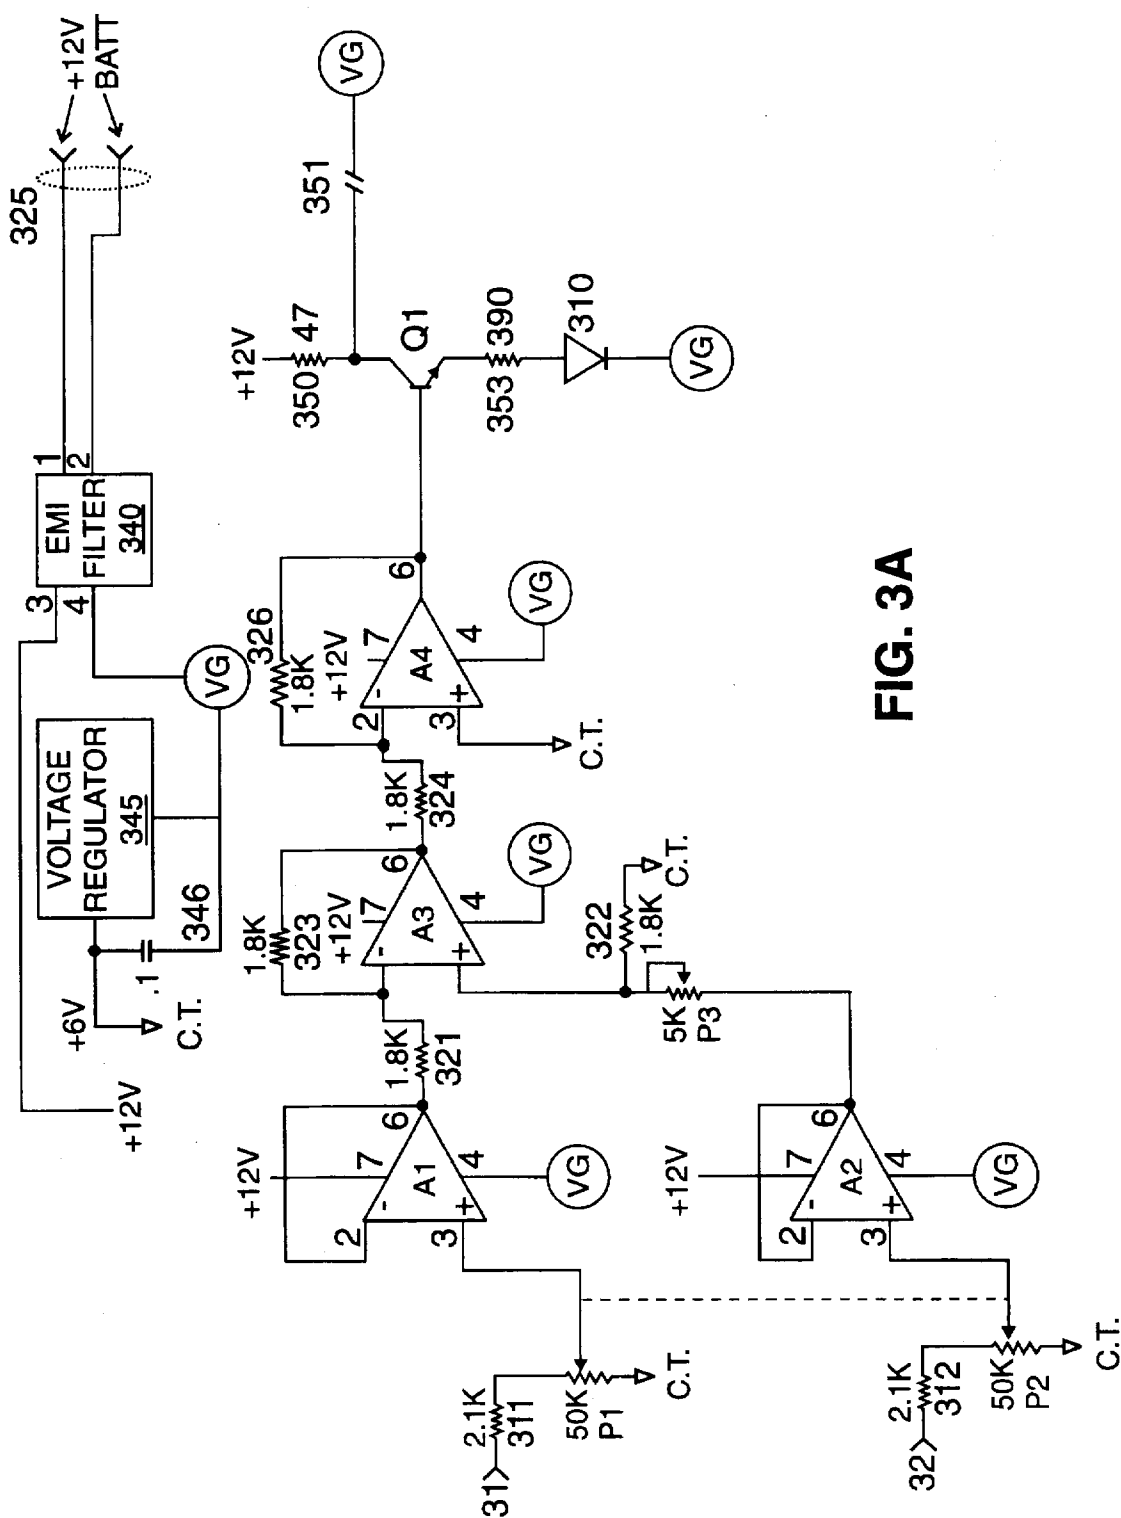 325
+12V
BATT
1
2
EMI
FILTER
340
3
4
VG
VOLTAGE
REGULATOR
345
346
.1
+6V
C.T.
+12V
31
2.1K
311
50K
P1
C.T.
+12V
2
-
3
+
A1
7
4
6
VG
1.8K
321
1.8K
323
+12V
-
+
A3
7
4
6
VG
1.8K
324
326
1.8K
+12V
2
-
3
+
A4
7
4
6
VG
C.T.
+12V
350
47
351
VG
Q1
353
390
310
VG
322
1.8K
C.T.
5K
P3
32
2.1K
312
50K
P2
C.T.
+12V
2
-
3
+
A2
7
4
6
VG
FIG. 3A